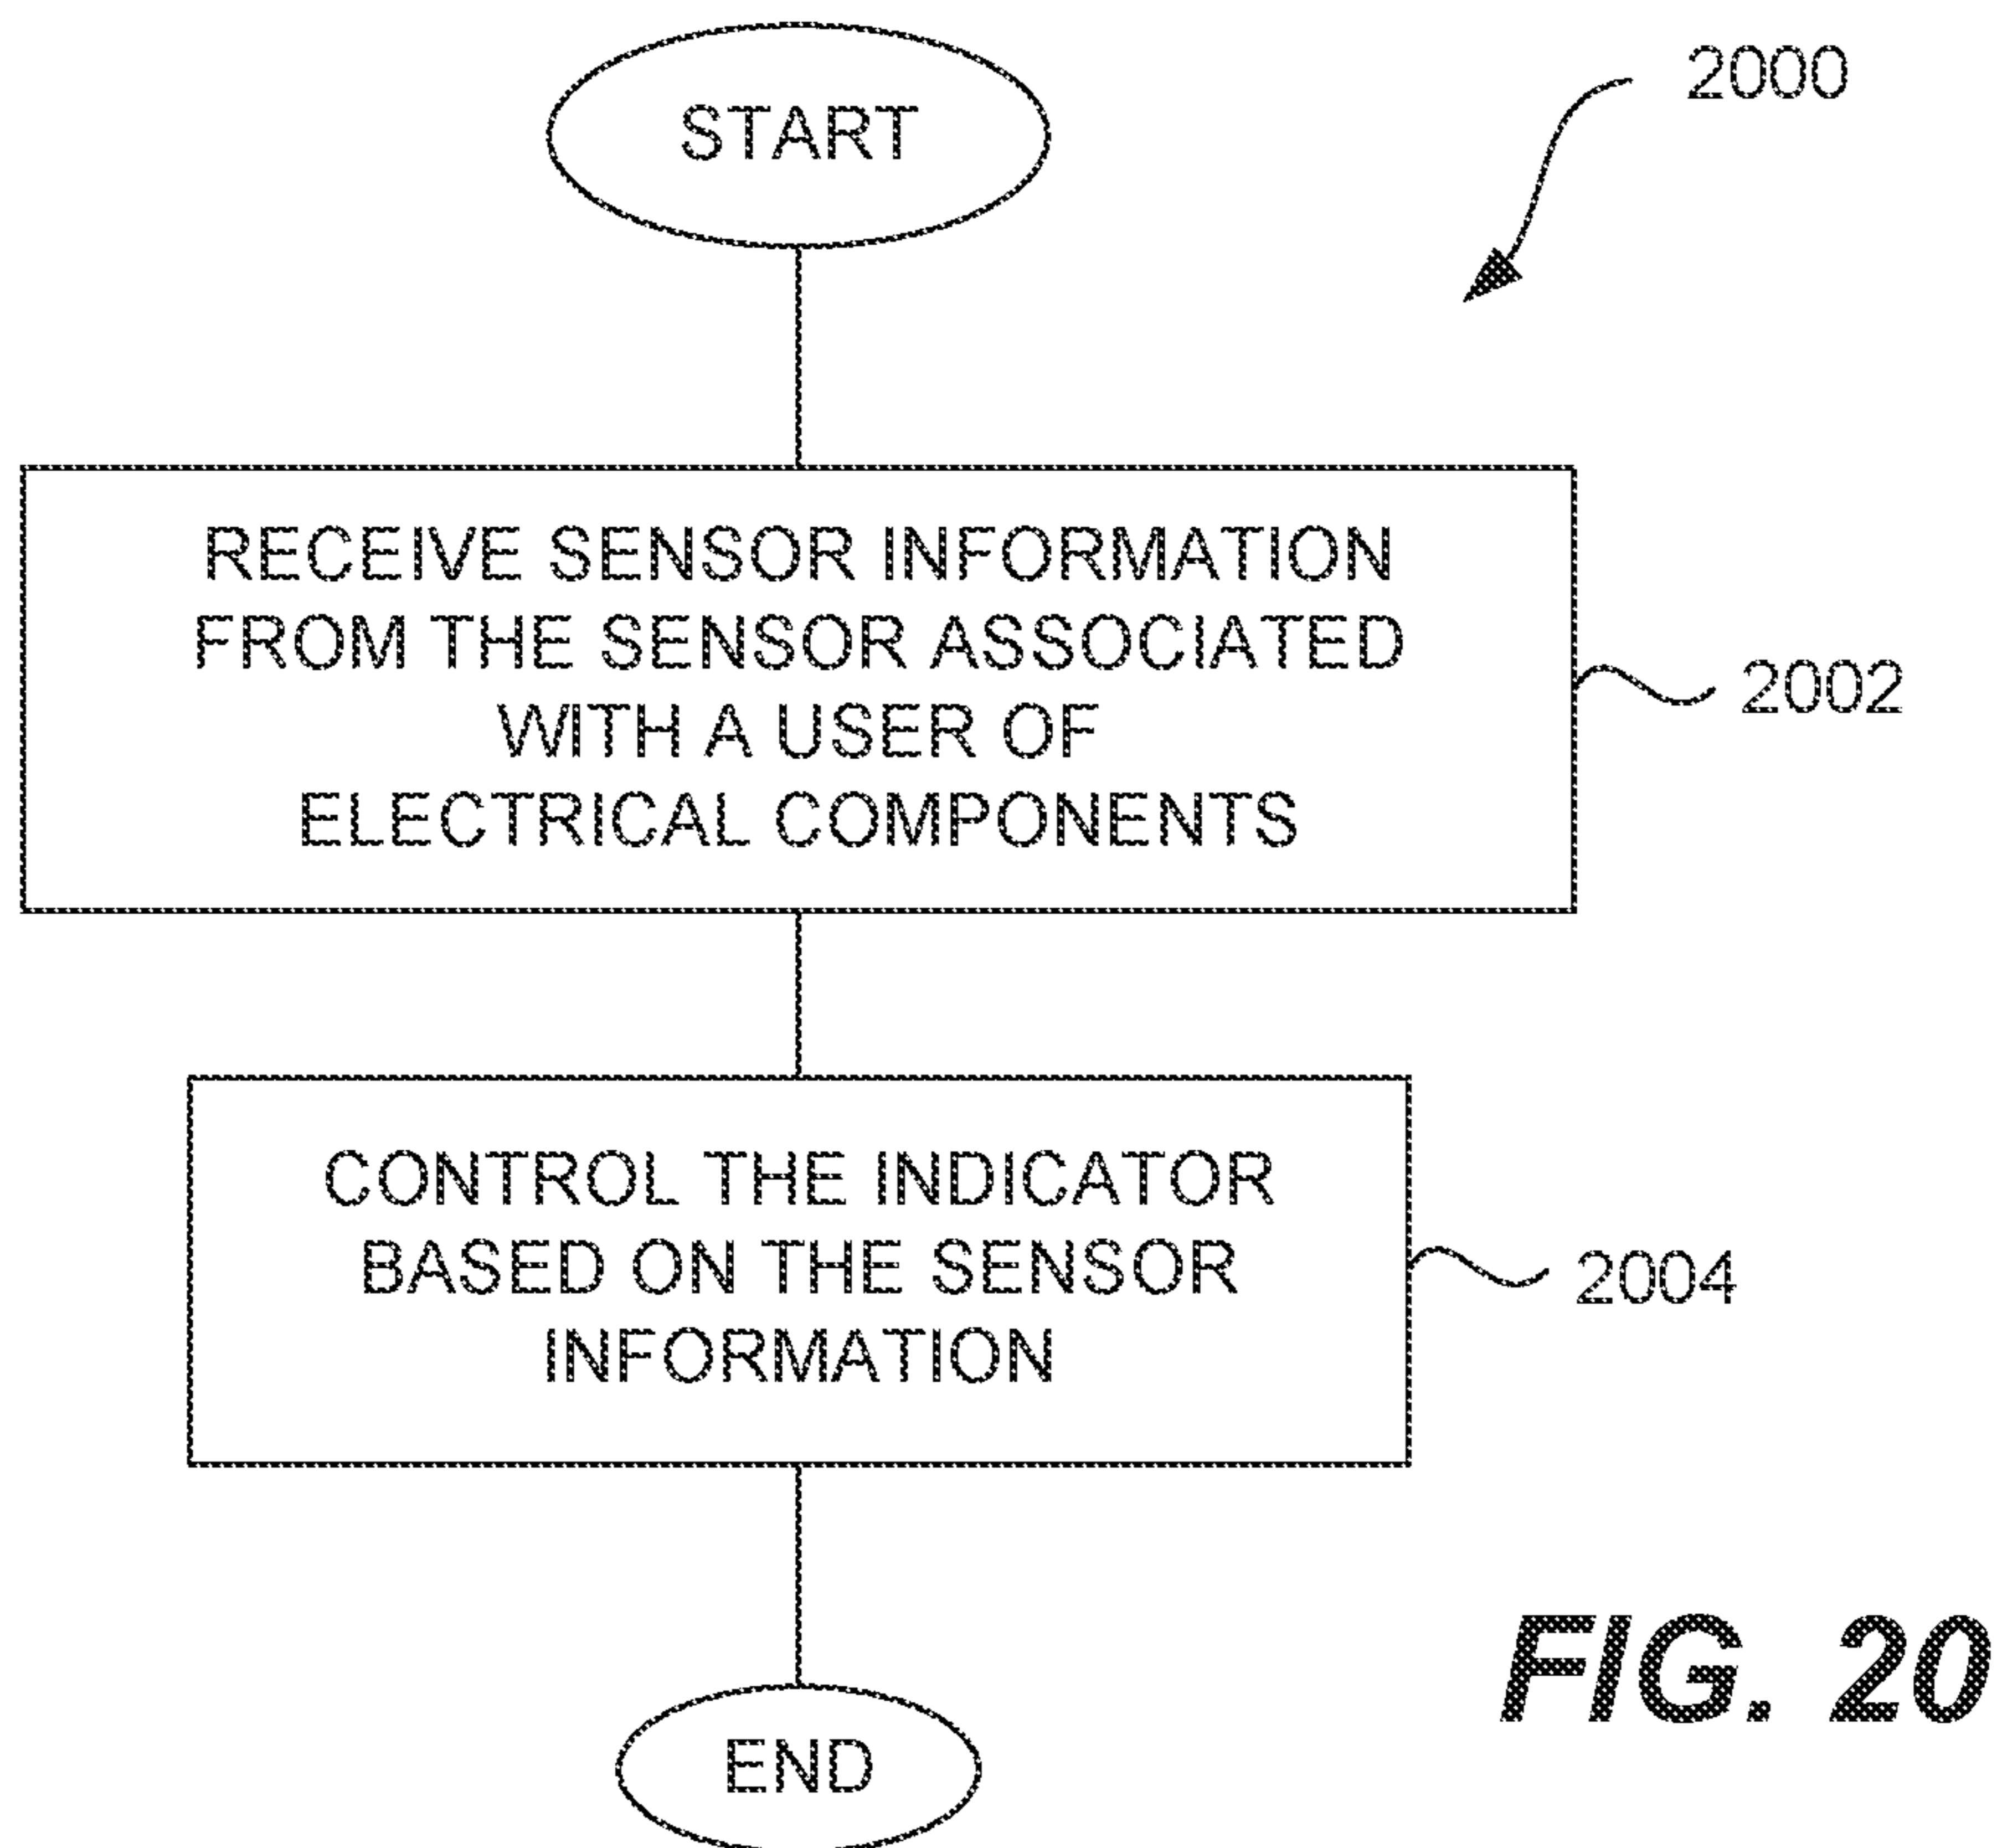 START
2000
RECEIVE SENSOR INFORMATION
FROM THE SENSOR ASSOCIATED
WITH A USER OF
ELECTRICAL COMPONENTS
2002
CONTROL THE INDICATOR
BASED ON THE SENSOR
INFORMATION
2004
END
FIG. 20